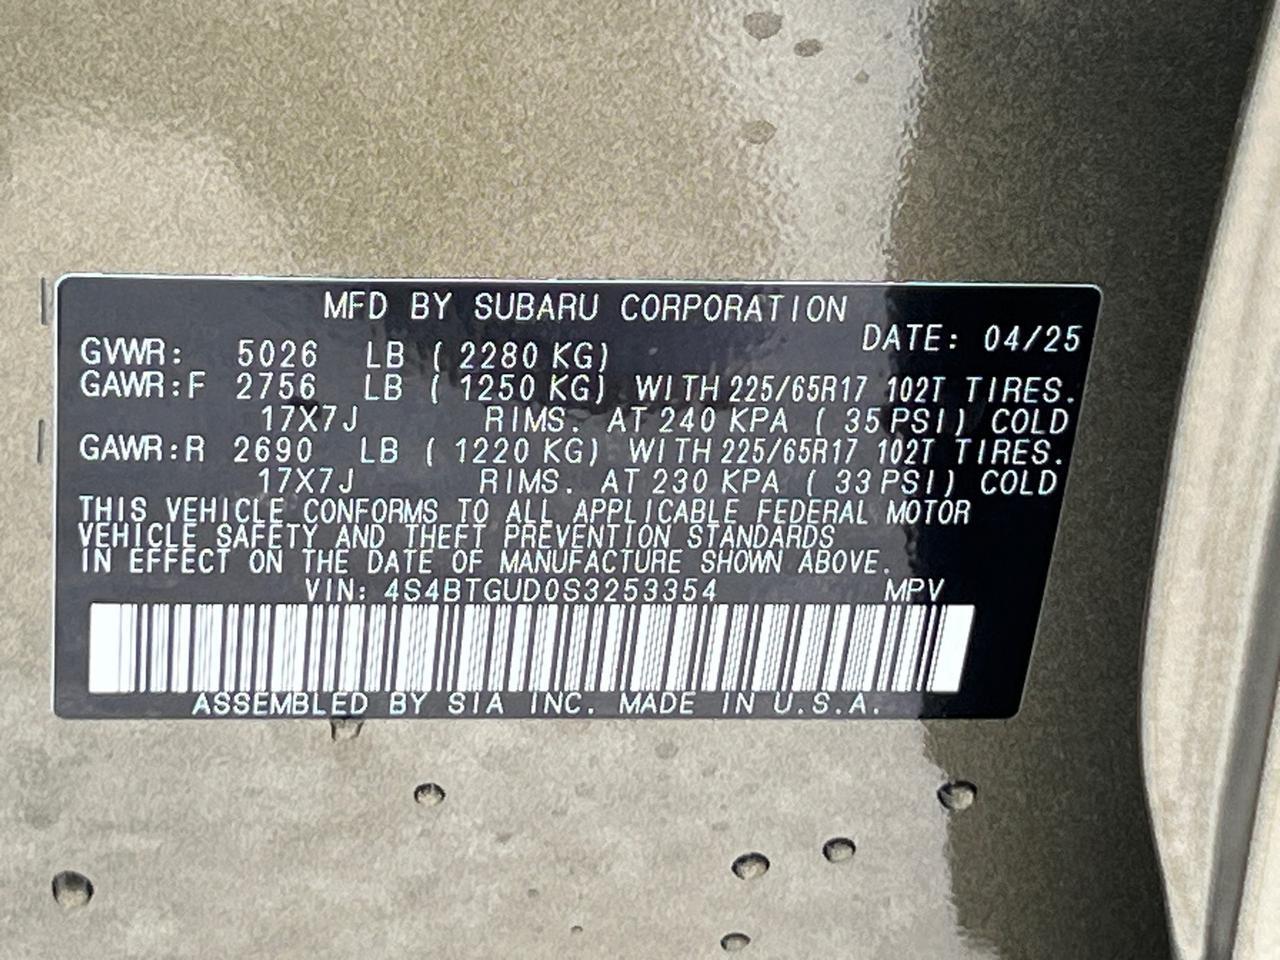 MFD BY SUBARU CORPORATION
DATE: 04/25
GVWR: 5026 LB ( 2280 KG)
GAWR:F 2756 LB ( 1250 KG) WITH 225/65R17 102T TIRES.
17X7J RIMS. AT 240 KPA ( 35 PSI) COLD
GAWR:R 2690 LB ( 1220 KG) WITH 225/65R17 102T TIRES.
17X7J RIMS. AT 230 KPA ( 33 PSI) COLD
THIS VEHICLE CONFORMS TO ALL APPLICABLE FEDERAL MOTOR
VEHICLE SAFETY AND THEFT PREVENTION STANDARDS
IN EFFECT ON THE DATE OF MANUFACTURE SHOWN ABOVE.
VIN: 4S4BTGUD0S3253354 MPV
ASSEMBLED BY SIA INC. MADE IN U.S.A.